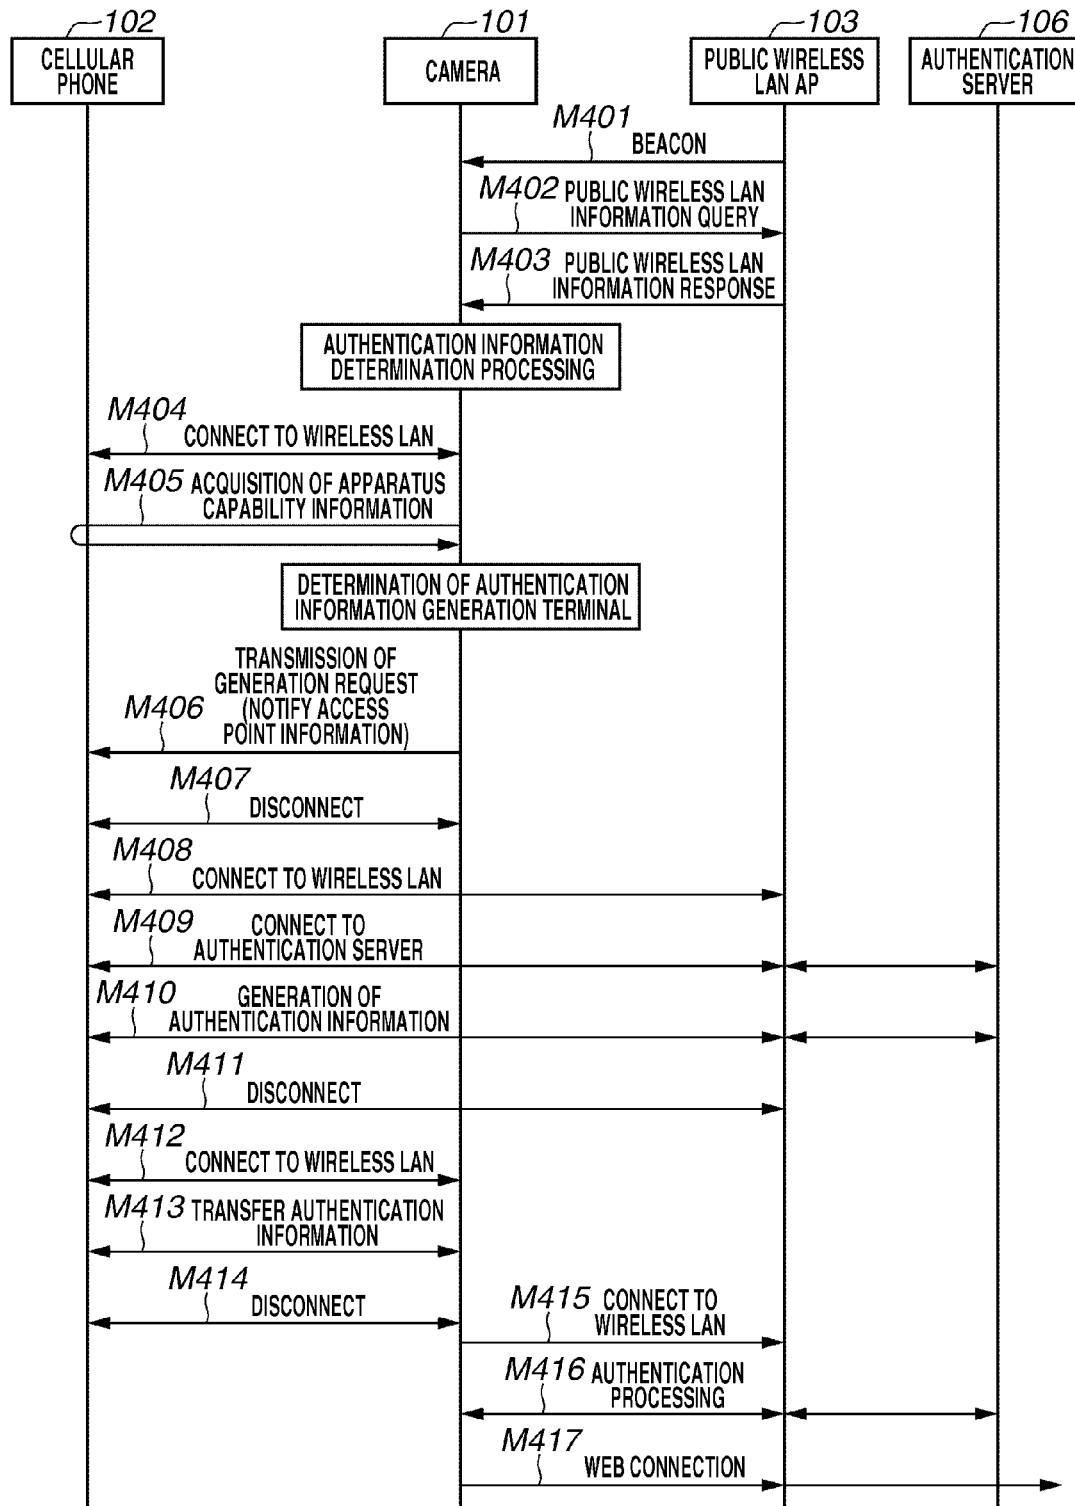 102
101
103
106
CELLULAR
PHONE
CAMERA
PUBLIC WIRELESS
LAN AP
AUTHENTICATION
SERVER
M401
BEACON
M402 PUBLIC WIRELESS LAN
INFORMATION QUERY
M403 PUBLIC WIRELESS LAN
INFORMATION RESPONSE
AUTHENTICATION INFORMATION
DETERMINATION PROCESSING
M404
CONNECT TO WIRELESS LAN
M405 ACQUISITION OF APPARATUS
CAPABILITY INFORMATION
DETERMINATION OF AUTHENTICATION
INFORMATION GENERATION TERMINAL
TRANSMISSION OF
GENERATION REQUEST
M406 (NOTIFY ACCESS
POINT INFORMATION)
M407
DISCONNECT
M408
CONNECT TO WIRELESS LAN
M409 CONNECT TO
AUTHENTICATION SERVER
M410 GENERATION OF
AUTHENTICATION INFORMATION
M411
DISCONNECT
M412
CONNECT TO WIRELESS LAN
M413 TRANSFER AUTHENTICATION
INFORMATION
M414
DISCONNECT
M415 CONNECT TO
WIRELESS LAN
M416 AUTHENTICATION
PROCESSING
M417
WEB CONNECTION